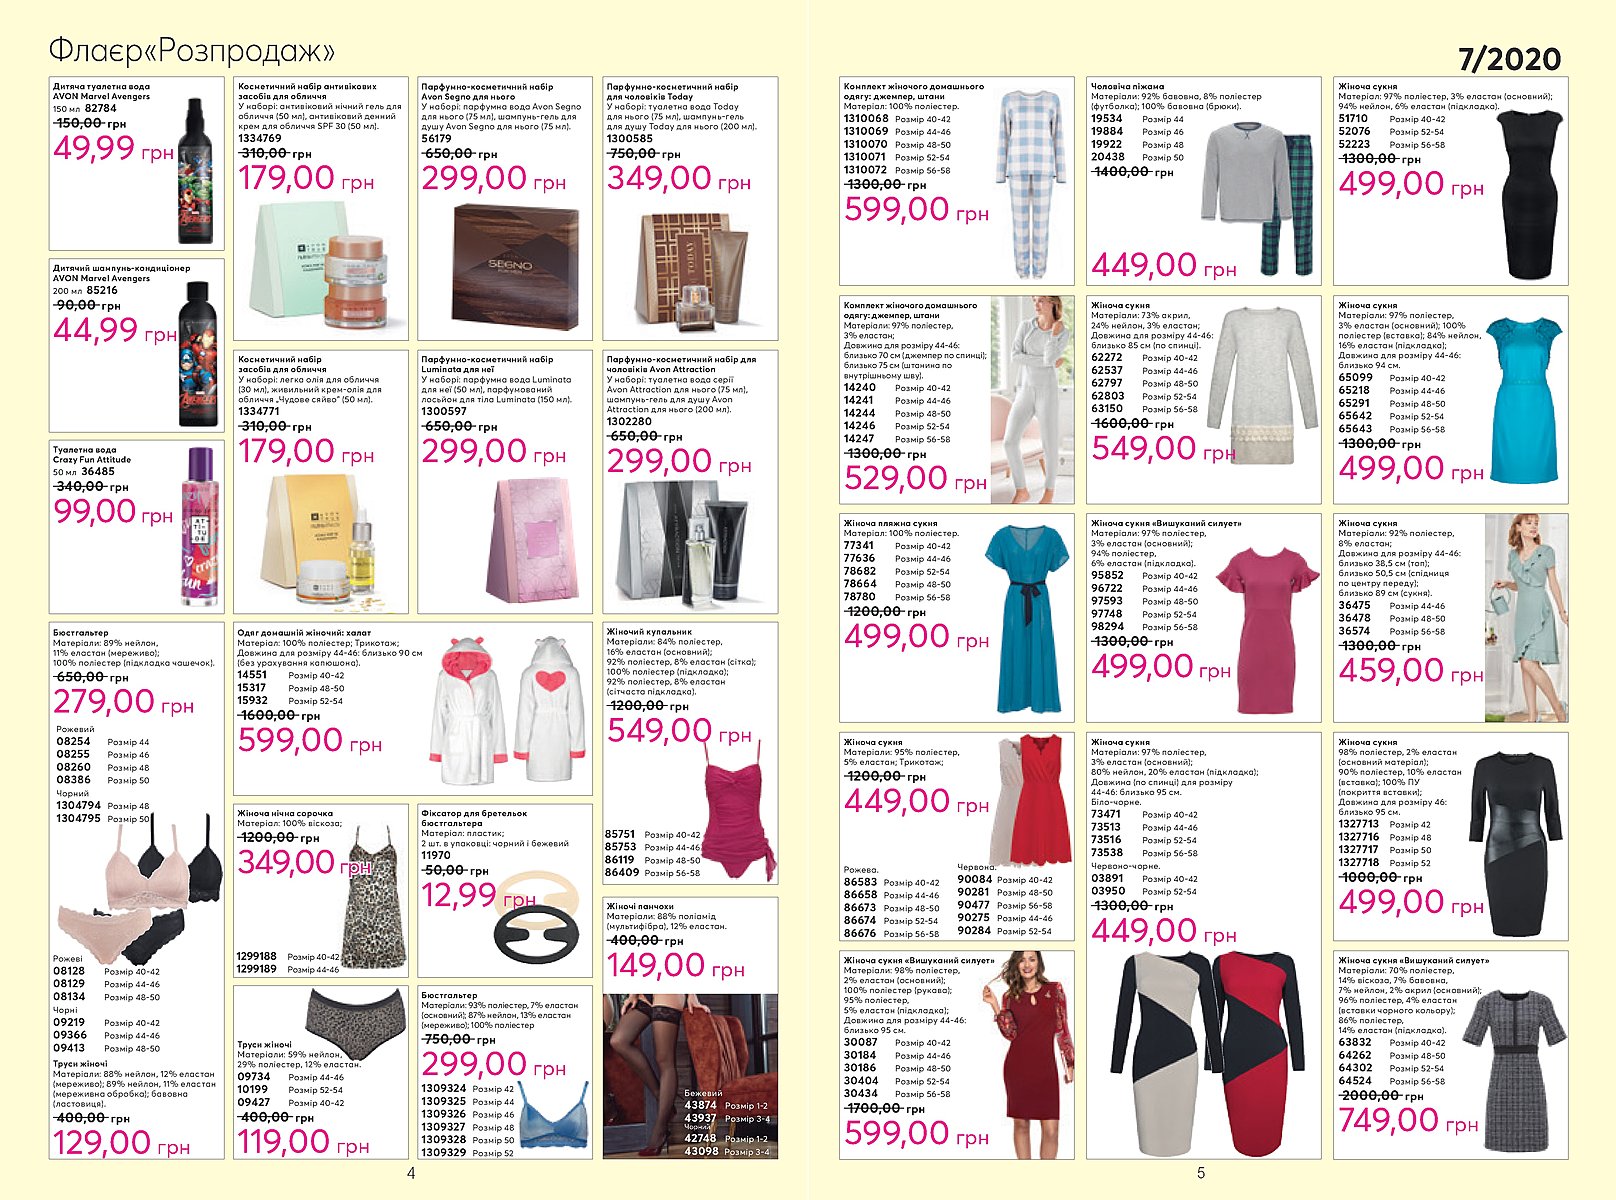 Флаєр«Розпродаж»
7/2020
Дитяча туалетна вода
AVON Marvel Avengers
150 мл 82784
150,00 грн
49,99 грн
Дитячий шампунь-кондиціонер
AVON Marvel Avengers
200 мл 85216
90,00 грн
44,99 грн
Туалетна вода
Crazy Fun Attitude
50 мл 36485
340,00 грн
99,00 грн
Косметичний набір антивікових
засобів для обличчя
У наборі: антивіковий нічний гель для
обличчя (50 мл), антивіковий денний
крем для обличчя SPF 30 (50 мл).
1334769
310,00 грн
179,00 грн
Парфумно-косметичний набір
Avon Segno для нього
У наборі: парфумна вода Avon Segno
для нього (75 мл), шампунь-гель для
душу Avon Segno для нього (75 мл).
56179
650,00 грн
299,00 грн
SEGNO
Парфумно-косметичний набір
для чоловіків Today
У наборі: туалетна вода Today
для нього (75 мл), шампунь-гель
для душу Today для нього (200 мл).
1300585
750,00 грн
349,00 грн
TODAY
Косметичний набір
засобів для обличчя
У наборі: легка олія для обличчя
(30 мл), живильний крем-олія для
обличчя „Чудове сяйво" (50 мл).
1334771
310,00 грн
179,00 грн
Парфумно-косметичний набір
Luminata для неї
У наборі: парфумна вода Luminata
для неї (50 мл), парфумований
лосьйон для тіла Luminata (150 мл).
1300597
650,00 грн
299,00 грн
Парфумно-косметичний набір для
чоловіків Avon Attraction
У наборі: туалетна вода серії
Avon Attraction для нього (75 мл),
шампунь-гель для душу Avon
Attraction для нього (200 мл).
1302280
650,00 грн
299,00 грн
Бюстгальтер
Матеріали: 89% нейлон,
11% еластан (мереживо);
100% поліестер (підкладка чашечок).
650,00 грн
279,00 грн
Рожевий
08254 Розмір 44
08255 Розмір 46
08260 Розмір 48
08386 Розмір 50
Чорний
1304794 Розмір 48
1304795 Розмір 50
Рожеві
08128 Розмір 40-42
08129 Розмір 44-46
08134 Розмір 48-50
Чорні
09219 Розмір 40-42
09366 Розмір 44-46
09413 Розмір 48-50
Труси жіночі
Матеріали: 88% нейлон, 12% еластан
(мереживо); 89% нейлон, 11% еластан
(мереживна обробка); бавовна
(ластовиця).
400,00 грн
129,00 грн
Одяг домашній жіночий: халат
Матеріал: 100% поліестер; Трикотаж;
Довжина для розміру 44-46: близько 90 см
(без урахування капюшона).
14551 Розмір 40-42
15317 Розмір 48-50
15932 Розмір 52-54
1600,00 грн
599,00 грн
Жіночий купальник
Матеріали: 84% поліестер,
16% еластан (основний);
92% поліестер, 8% еластан (сітка);
100% поліестер (підкладка);
92% поліестер, 8% еластан
(сітчаста підкладка).
1200,00 грн
549,00 грн
85751 Розмір 40-42
85753 Розмір 44-46
86119 Розмір 48-50
86409 Розмір 56-58
Жіноча нічна сорочка
Матеріал: 100% віскоза;
1200,00 грн
349,00 грн
1299188 Розмір 40-42
1299189 Розмір 44-46
Фіксатор для бретельок
бюстгальтера
Матеріал: пластик;
2 шт. в упаковці: чорний і бежевий
11970
50,00 грн
12,99 грн
Жіночі панчохи
Матеріали: 88% поліамід
(мультифібра), 12% еластан.
400,00 грн
149,00 грн
Бежевий
43874 Розмір 1-2
43937 Розмір 3-4
Чорний
42748 Розмір 1-2
43098 Розмір 3-4
Труси жіночі
Матеріали: 59% нейлон,
29% поліестер, 12% еластан.
09734 Розмір 44-46
10199 Розмір 52-54
09427 Розмір 40-42
400,00 грн
119,00 грн
Бюстгальтер
Матеріали: 93% поліестер, 7% еластан
(основний); 87% нейлон, 13% еластан
(мереживо); 100% поліестер
750,00 грн
299,00 грн
1309324 Розмір 42
1309325 Розмір 44
1309326 Розмір 46
1309327 Розмір 48
1309328 Розмір 50
1309329 Розмір 52
4
Комплект жіночого домашнього
одягу: джемпер, штани
Матеріал: 100% поліестер.
1310068 Розмір 40-42
1310069 Розмір 44-46
1310070 Розмір 48-50
1310071 Розмір 52-54
1310072 Розмір 56-58
1300,00 грн
599,00 грн
Чоловіча піжама
Матеріали: 92% бавовна, 8% поліестер
(футболка); 100% бавовна (брюки).
19534 Розмір 44
19884 Розмір 46
19922 Розмір 48
20438 Розмір 50
1400,00 грн
449,00 грн
Жіноча сукня
Матеріали: 97% поліестер, 3% еластан (основний);
94% нейлон, 6% еластан (підкладка).
51710 Розмір 40-42
52076 Розмір 52-54
52223 Розмір 56-58
1300,00 грн
499,00 грн
Комплект жіночого домашнього
одягу: джемпер, штани
Матеріали: 97% поліестер,
3% еластан;
Довжина для розміру 44-46:
близько 70 см (джемпер по спинці);
близько 75 см (штанина по
внутрішньому шву).
14240 Розмір 40-42
14241 Розмір 44-46
14244 Розмір 48-50
14246 Розмір 52-54
14247 Розмір 56-58
1300,00 грн
529,00 грн
Жіноча сукня
Матеріали: 73% акрил,
24% нейлон, 3% еластан;
Довжина для розміру 44-46:
близько 85 см (по спинці).
62272 Розмір 40-42
62537 Розмір 44-46
62797 Розмір 48-50
62803 Розмір 52-54
63150 Розмір 56-58
1600,00 грн
549,00 грн
Жіноча сукня
Матеріали: 97% поліестер,
3% еластан (основний); 100%
поліестер (вставка); 84% нейлон,
16% еластан (підкладка);
Довжина для розміру 44-46:
близько 94 см.
65099 Розмір 40-42
65218 Розмір 44-46
65291 Розмір 48-50
65642 Розмір 52-54
65643 Розмір 56-58
1300,00 грн
499,00 грн
Жіноча пляжна сукня
Матеріал: 100% поліестер.
77341 Розмір 40-42
77636 Розмір 44-46
78682 Розмір 52-54
78664 Розмір 48-50
78780 Розмір 56-58
1200,00 грн
499,00 грн
Жіноча сукня «Вишуканий силует»
Матеріали: 97% поліестер,
3% еластан (основний);
94% поліестер,
6% еластан (підкладка);
95852 Розмір 40-42
96722 Розмір 44-46
97593 Розмір 48-50
97748 Розмір 52-54
98294 Розмір 56-58
1300,00 грн
499,00 грн
Жіноча сукня
Матеріали: 92% поліестер,
8% еластан;
Довжина для розміру 44-46:
близько 38,5 см (топ);
близько 50,5 см (спідниця
по центру переду);
близько 89 см (сукня).
36475 Розмір 44-46
36478 Розмір 48-50
36574 Розмір 56-58
1300,00 грн
459,00 грн
Жіноча сукня
Матеріали: 95% поліестер,
5% еластан; Трикотаж;
1200,00 грн
449,00 грн
Рожева.
86583 Розмір 40-42
86658 Розмір 44-46
86673 Розмір 48-50
86674 Розмір 52-54
86676 Розмір 56-58
Червона.
90084 Розмір 40-42
90281 Розмір 48-50
90477 Розмір 56-58
90275 Розмір 44-46
90284 Розмір 52-54
Жіноча сукня
Матеріали: 97% поліестер,
3% еластан (основний);
80% нейлон, 20% еластан (підкладка);
Довжина (по спинці) для розміру
44-46: близько 95 см.
Біло-чорне.
73471 Розмір 40-42
73513 Розмір 44-46
73516 Розмір 52-54
73538 Розмір 56-58
Червоно-чорне.
03891 Розмір 40-42
03950 Розмір 52-54
1300,00 грн
449,00 грн
Жіноча сукня
98% поліестер, 2% еластан
(основний матеріал);
90% поліестер, 10% еластан
(вставка); 100% ПУ
(покриття вставки);
Довжина для розміру 46:
близько 95 см.
1327713 Розмір 42
1327716 Розмір 48
1327717 Розмір 50
1327718 Розмір 52
1000,00 грн
499,00 грн
Жіноча сукня «Вишуканий силует»
Матеріали: 98% поліестер,
2% еластан (основний);
100% поліестер (рукава);
95% поліестер,
5% еластан (підкладка);
Довжина для розміру 44-46:
близько 95 см.
30087 Розмір 40-42
30184 Розмір 44-46
30186 Розмір 48-50
30404 Розмір 52-54
30434 Розмір 56-58
1700,00 грн
599,00 грн
Жіноча сукня «Вишуканий силует»
Матеріали: 70% поліестер,
14% віскоза, 7% бавовна,
7% нейлон, 2% акрил (основний);
96% поліестер, 4% еластан
(вставки чорного кольору);
86% поліестер,
14% еластан (підкладка).
63832 Розмір 40-42
64262 Розмір 48-50
64302 Розмір 52-54
64524 Розмір 56-58
2000,00 грн
749,00 грн
5